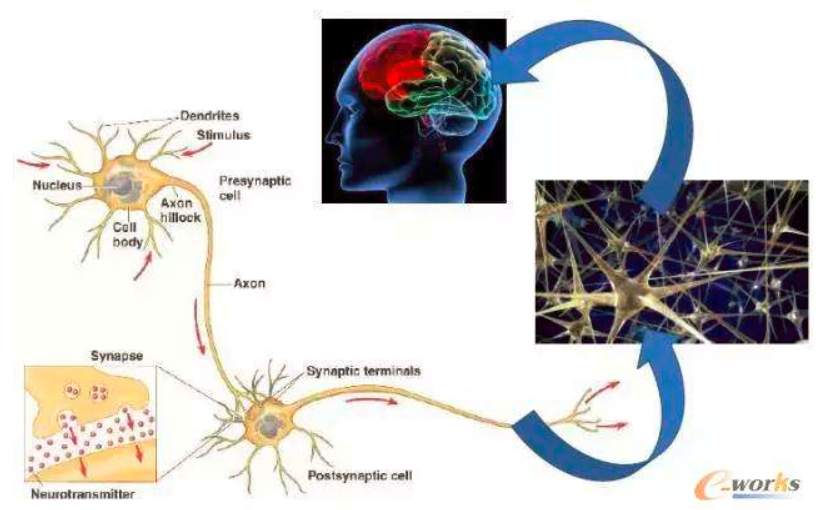 Dendrites
Stimulus
Nucleus
Presynaptic
cell
Axon
hillock
Cell
body
Axon
Synapse
Synaptic terminals
Postsynaptic cell
Neurotransmitter
e-works